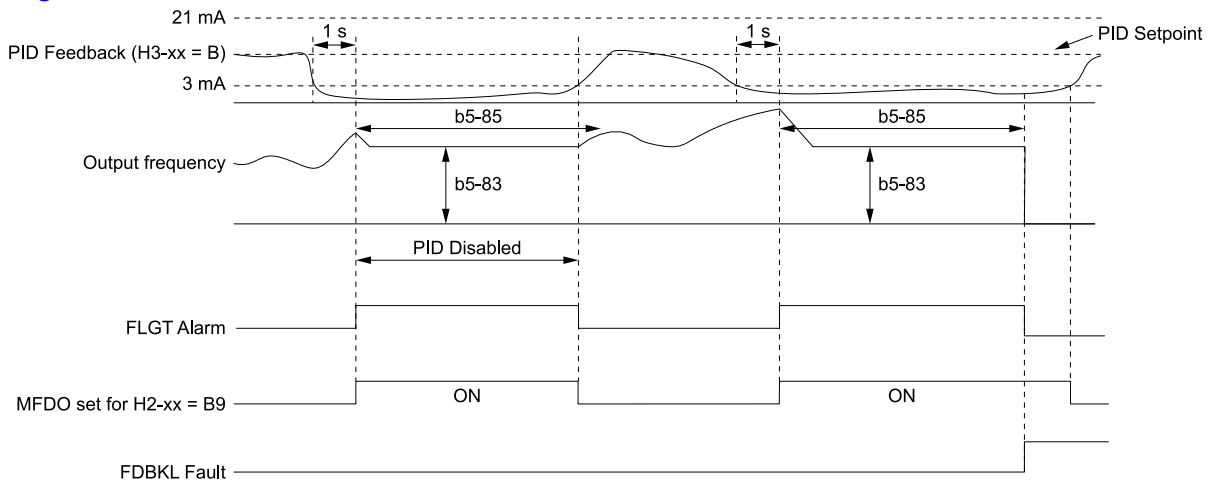 21 mA
1 s
1 s
PID Setpoint
PID Feedback (H3-xx = B)
3 mA
b5-85
b5-85
Output frequency
b5-83
b5-83
PID Disabled
FLGT Alarm
MFDO set for H2-xx = B9
ON
ON
FDBKL Fault